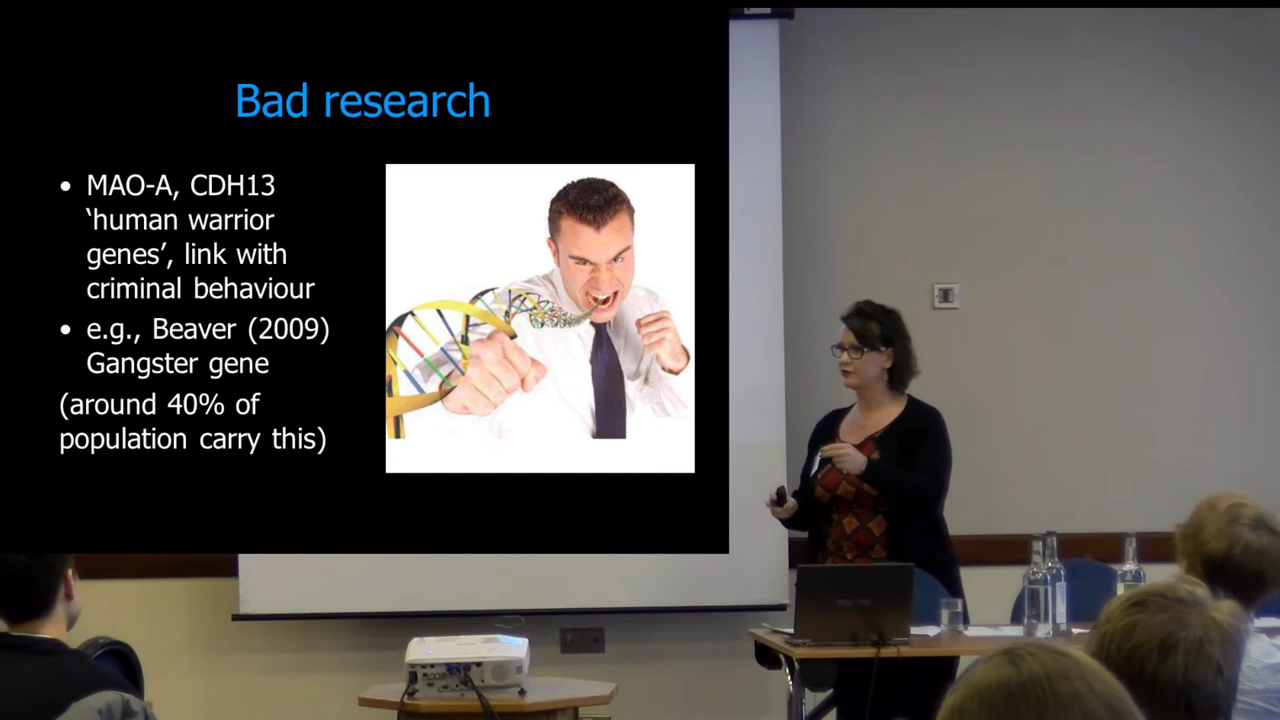 Bad research
• MAO-A, CDH13
‘human warrior
genes’, link with
criminal behaviour
• e.g., Beaver (2009)
Gangster gene
(around 40% of
population carry this)